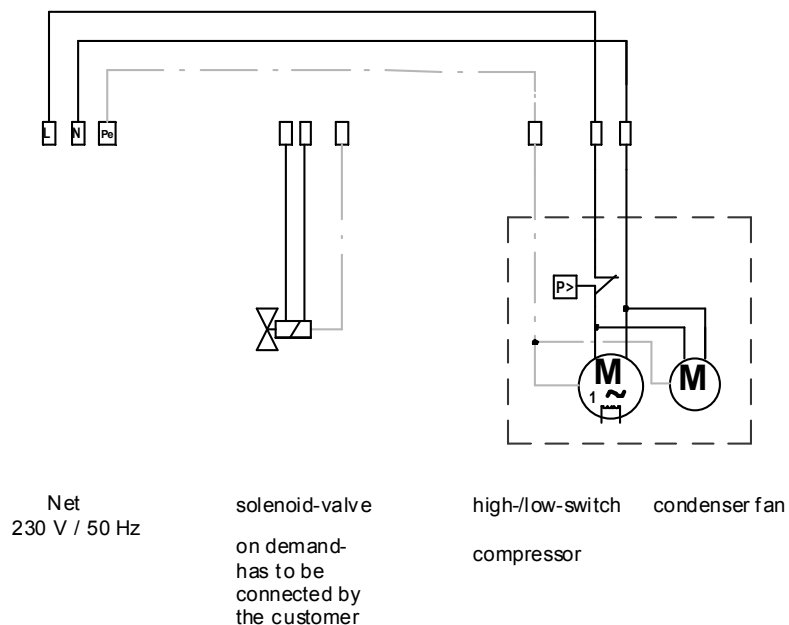 L N Pe
P>
M
1 ~
M
Net
230 V / 50 Hz
solenoid-valve
on demand-
has to be
connected by
the customer
high-/low-switch
compressor
condenser fan